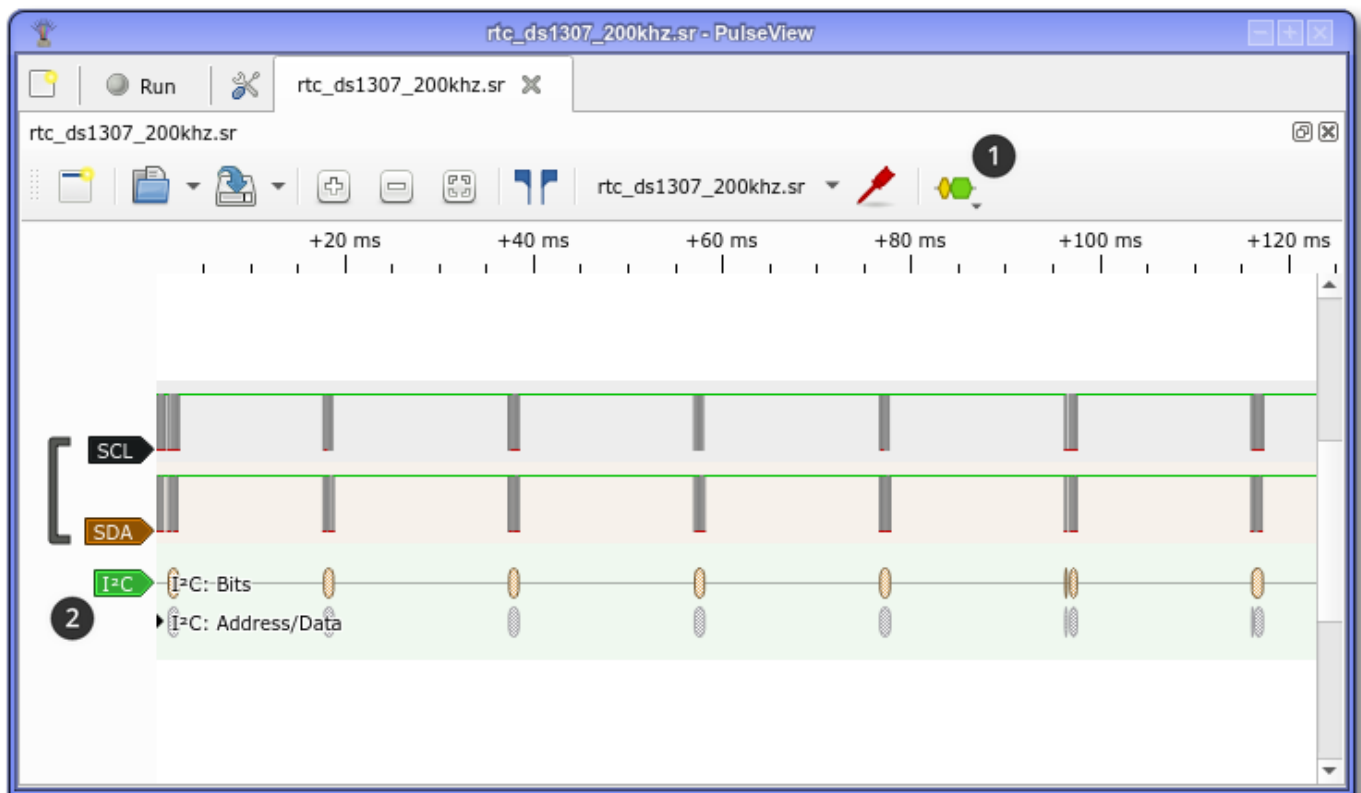 rtc_ds1307_200khz.sr - PulseView
Run
rtc_ds1307_200khz.sr
rtc_ds1307_200khz.sr
1
rtc_ds1307_200khz.sr
+20 ms +40 ms +60 ms +80 ms +100 ms +120 ms
SCL
SDA
I²C I²C: Bits
2 I²C: Address/Data